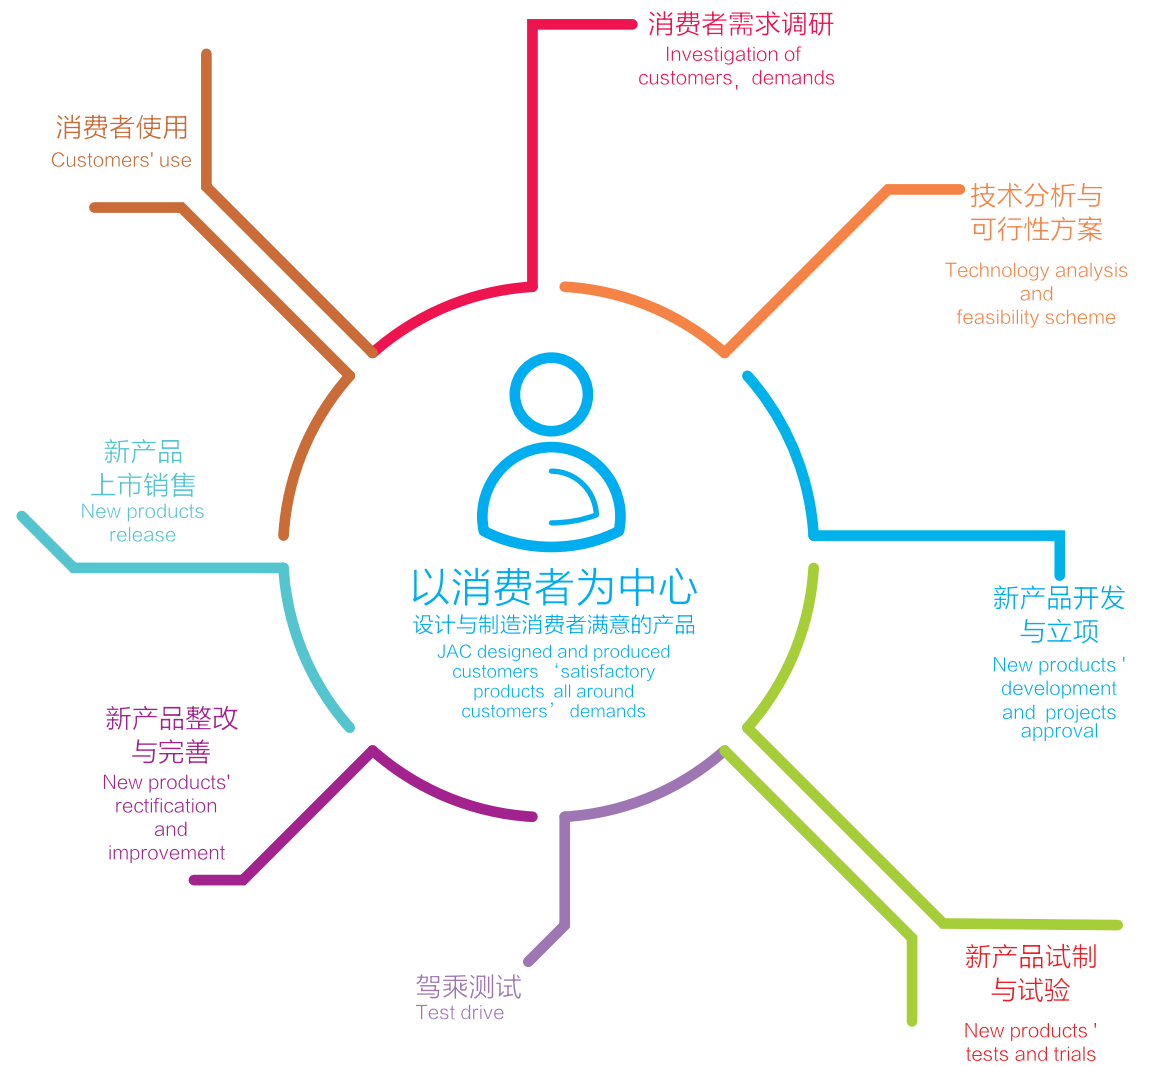 消费者需求调研
Investigation of
customers, demands
技术分析与
可行性方案
Technology analysis
and
feasibility scheme
新产品开发
与立项
New products '
development
and projects
approval
新产品试制
与试验
New products '
tests and trials
驾乘测试
Test drive
新产品整改
与完善
New products'
rectification
and
improvement
新产品
上市销售
New products
release
消费者使用
Customers' use
以消费者为中心
设计与制造消费者满意的产品
JAC designed and produced
customers ‘satisfactory
products all around
customers’ demands